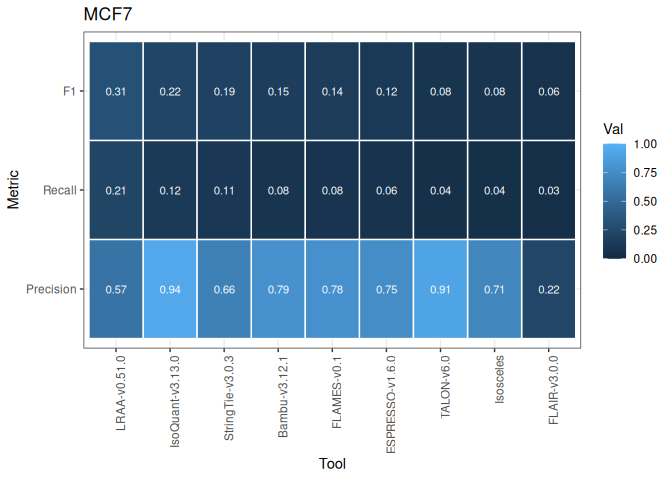 MCF7
F1 0.31 0.22 0.19 0.15 0.14 0.12 0.08 0.08 0.06
Recall 0.21 0.12 0.11 0.08 0.08 0.06 0.04 0.04 0.03
Precision 0.57 0.94 0.66 0.79 0.78 0.75 0.91 0.71 0.22
Metric
LRAA-v0.51.0
IsoQuant-v3.13.0
StringTie-v3.0.3
Bambu-v3.12.1
FLAMES-v0.1
ESPRESSO-v1.6.0
TALON-v6.0
Isosceles
FLAIR-v3.0.0
Tool
Val
1.00
0.75
0.50
0.25
0.00